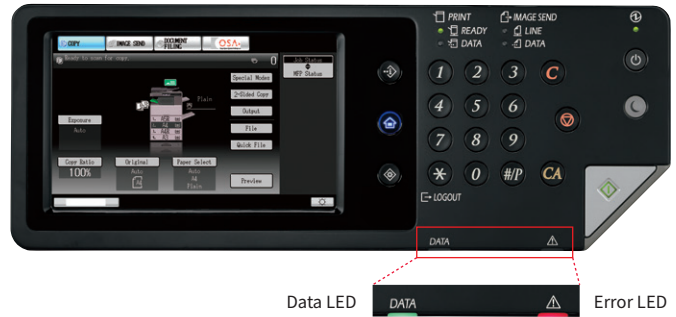 COPY IMAGE SEND DOCUMENT FILING OSA
Ready to scan for copy. 0
Job Status
MFP Status
Special Modes
Plain
2-Sided Copy
Output
Exposure
Auto
File
Quick File
Copy Ratio Original Paper Select
100% Auto Auto
A4 A4
Plain
Preview
PRINT IMAGE SEND
READY LINE
DATA DATA
1 2 3 C
4 5 6
7 8 9
* 0 #/P CA
LOGOUT
DATA
Data LED DATA Error LED